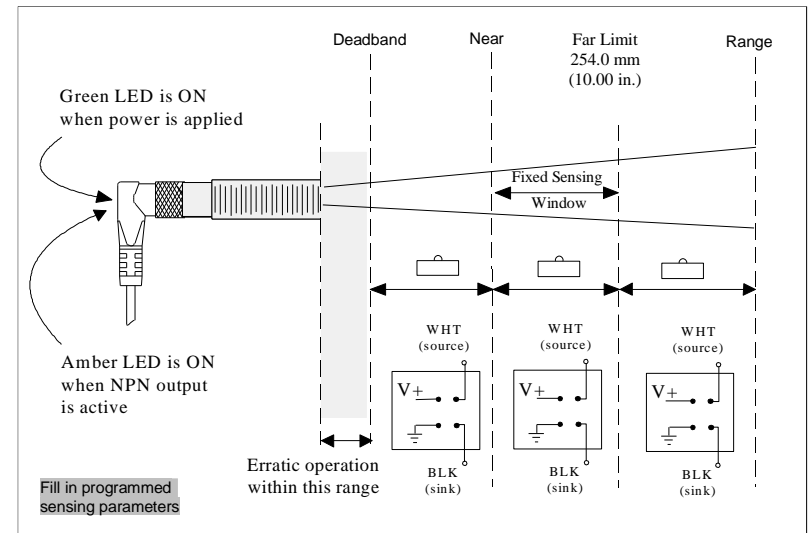 Deadband
Near
Far Limit
254.0 mm
(10.00 in.)
Range
Green LED is ON
when power is applied
Fixed Sensing
Window
Amber LED is ON
when NPN output
is active
WHT
(source)
V+
BLK
(sink)
WHT
(source)
V+
BLK
(sink)
WHT
(source)
V+
BLK
(sink)
Erratic operation
within this range
Fill in programmed
sensing parameters